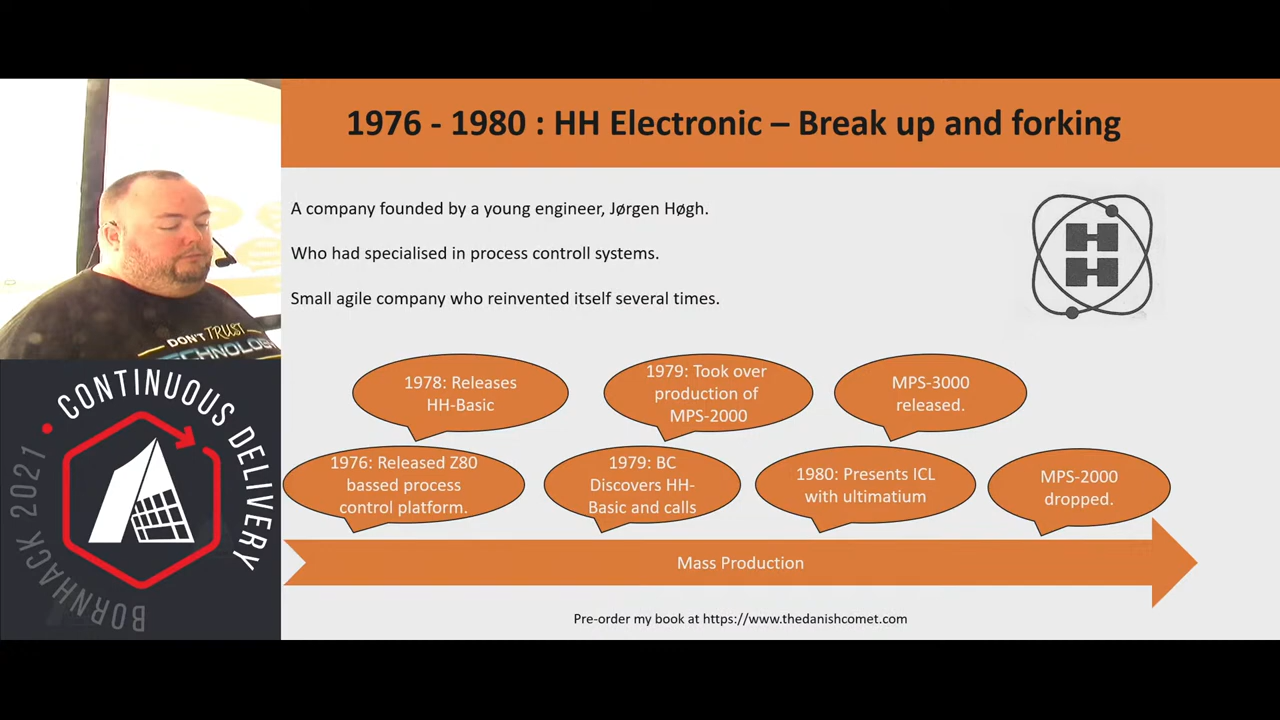 1976 - 1980 : HH Electronic – Break up and forking
A company founded by a young engineer, Jørgen Høgh.
Who had specialised in process controll systems.
Small agile company who reinvented itself several times.
HH
1978: Releases
HH-Basic
1979: Took over
production of
MPS-2000
MPS-3000
released.
1976: Released Z80
bassed process
control platform.
1979: BC
Discovers HH-
Basic and calls
1980: Presents ICL
with ultimatium
MPS-2000
dropped.
Mass Production
Pre-order my book at https://www.thedanishcomet.com
DON'T TRUST
TECHNOLOGY
CONTINUOUS DELIVERY
BORNHACK 2021